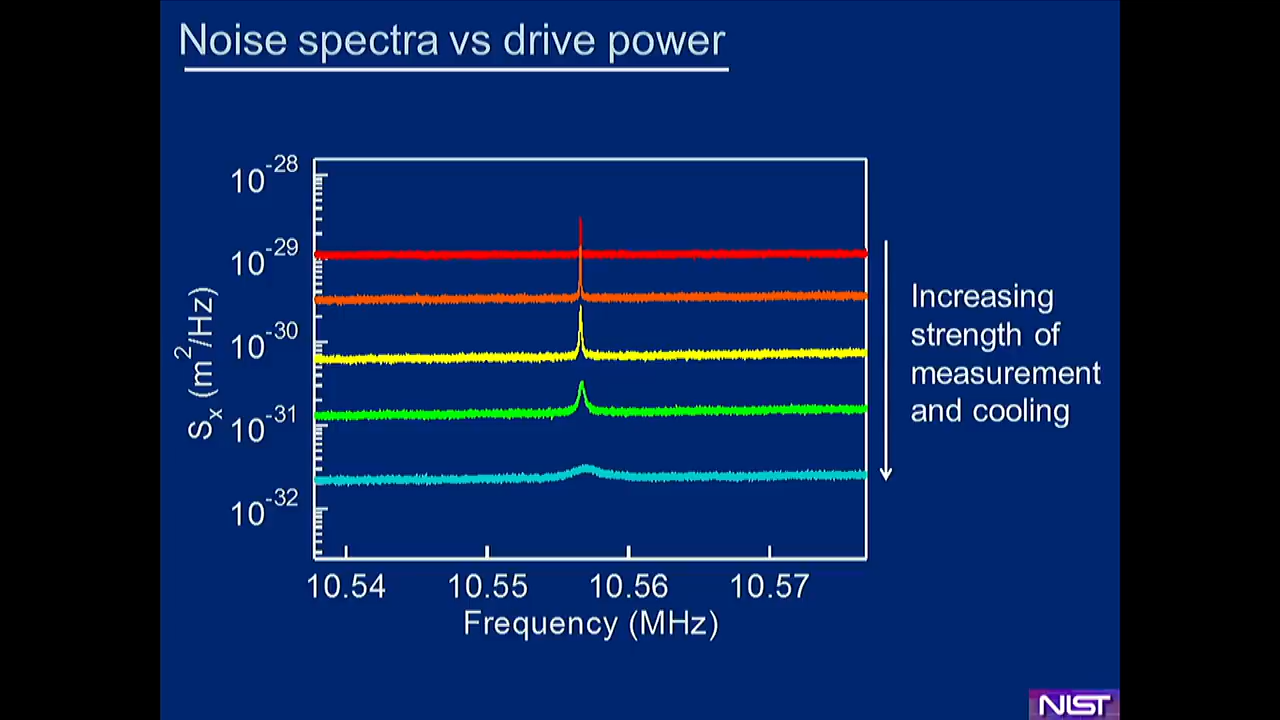 Noise spectra vs drive power
10⁻²⁸
10⁻²⁹
10⁻³⁰
10⁻³¹
10⁻³²
Sₓ (m²/Hz)
10.54 10.55 10.56 10.57
Frequency (MHz)
Increasing
strength of
measurement
and cooling
NIST